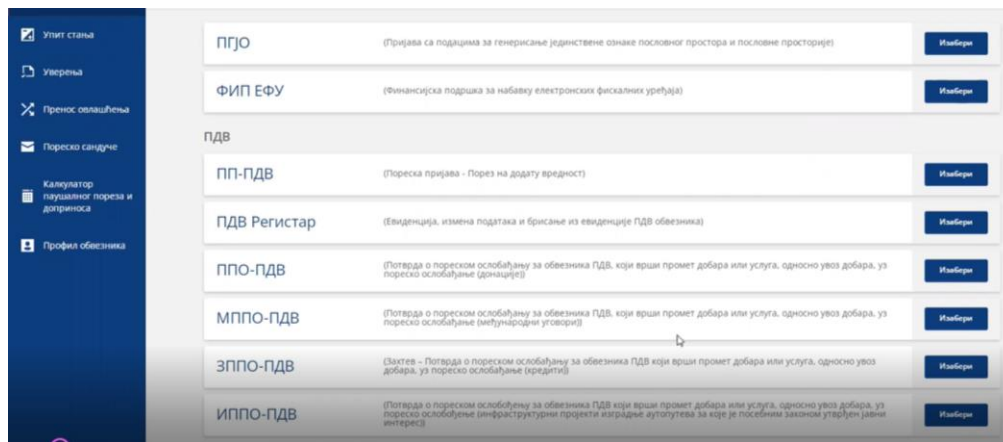 Упит стања
Уверења
Пренос овлашћења
Пореско сандуче
Калкулатор
паушалног пореза и
доприноса
Профил обвезника
ПГЈО
(Пријава са подацима за генерисање јединствене ознаке пословног простора и пословне просторије)
Изабери
ФИП ЕФУ
(Финансијска подршка за набавку електронских фискалних уређаја)
Изабери
ПДВ
ПП-ПДВ
(Пореска пријава - Порез на додату вредност)
Изабери
ПДВ Регистар
(Евиденција, измена података и брисање из евиденције ПДВ обвезника)
Изабери
ППО-ПДВ
(Потврда о пореском ослобађању за обвезника ПДВ, који врши промет добара или услуга, односно увоз добара, уз
пореско ослобађање (донације))
Изабери
МППО-ПДВ
(Потврда о пореском ослобађању за обвезника ПДВ, који врши промет добара или услуга, односно увоз добара, уз
пореско ослобађање (међународни уговори))
Изабери
ЗППО-ПДВ
(Захтев – Потврда о пореском ослобађању за обвезника ПДВ који врши промет добара или услуга, односно увоз
добара, уз пореско ослобађање (кредити))
Изабери
ИППО-ПДВ
(Потврда о пореском ослобођењу за обвезника ПДВ који врши промет добара или услуга, односно увоз добара, уз
пореско ослобођење (инфраструктурни пројекти изградње аутопутева за које је посебним законом утврђен јавни
интерес))
Изабери